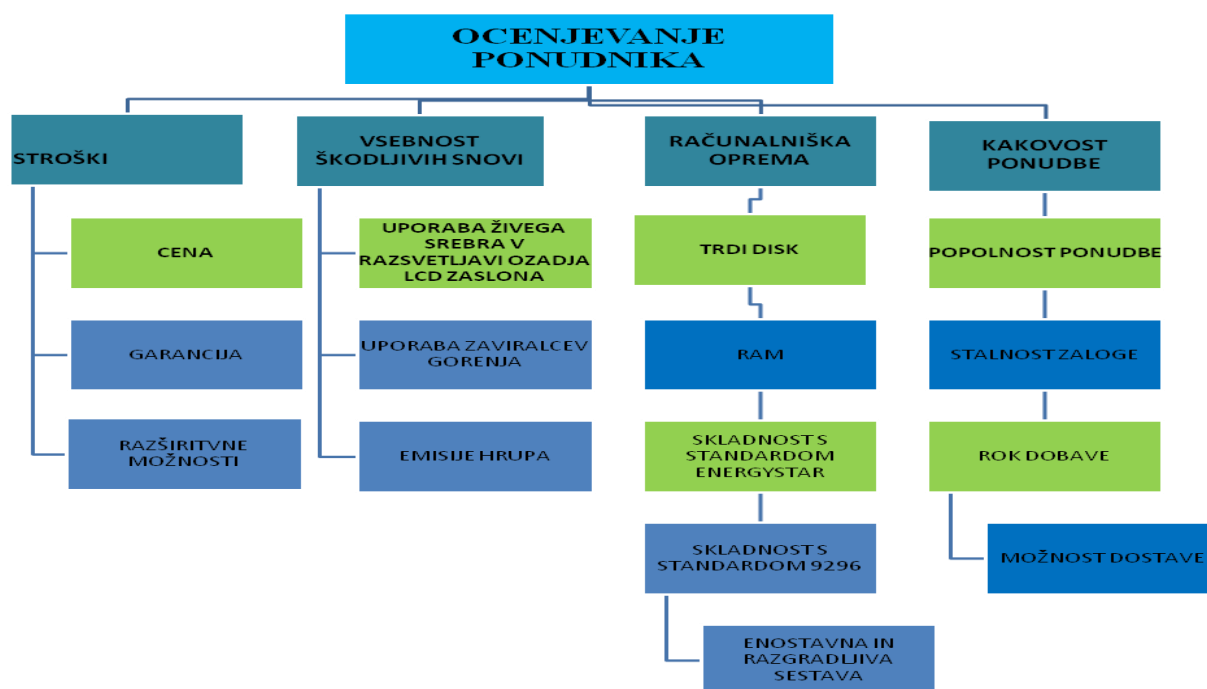 OCENJEVANJE
PONUDNIKA
STROŠKI
VSEBNOST
ŠKODLJIVIH SNOVI
RAČUNALNIŠKA
OPREMA
KAKOVOST
PONUDBE
CENA
UPORABA ŽIVEGA
SREBRA V
RAZSVETLJAVI OZADJA
LCD ZASLONA
TRDI DISK
POPOLNOST PONUDBE
GARANCIJA
UPORABA ZAVIRALCEV
GORENJA
RAM
STALNOST ZALOGE
RAZŠIRITVNE
MOŽNOSTI
EMISIJE HRUPA
SKLADNOST S
STANDARDOM
ENERGYSTAR
ROK DOBAVE
SKLADNOST S
STANDARDOM 9296
MOŽNOST DOSTAVE
ENOSTAVNA IN
RAZGRADLJIVA
SESTAVA